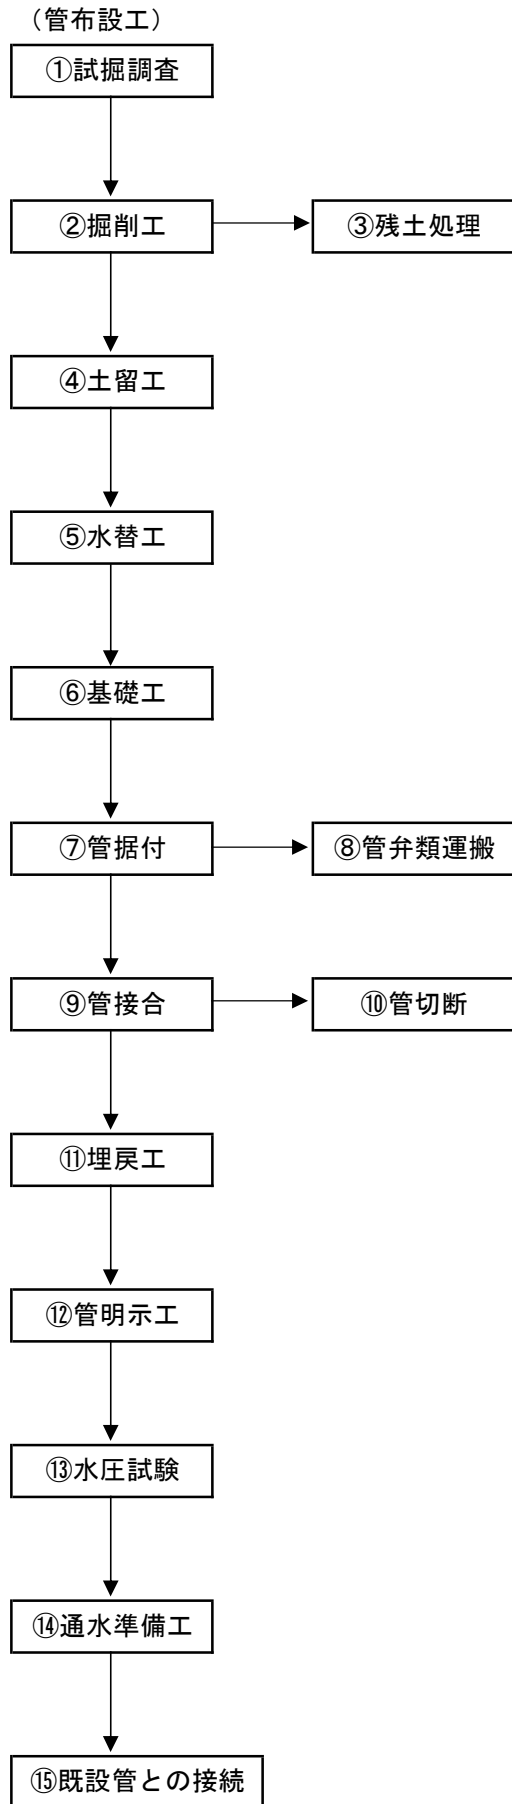 （管布設工）
①試掘調査
②掘削工
③残土処理
④土留工
⑤水替工
⑥基礎工
⑦管据付
⑧管弁類運搬
⑨管接合
⑩管切断
⑪埋戻工
⑫管明示工
⑬水圧試験
⑭通水準備工
⑮既設管との接続